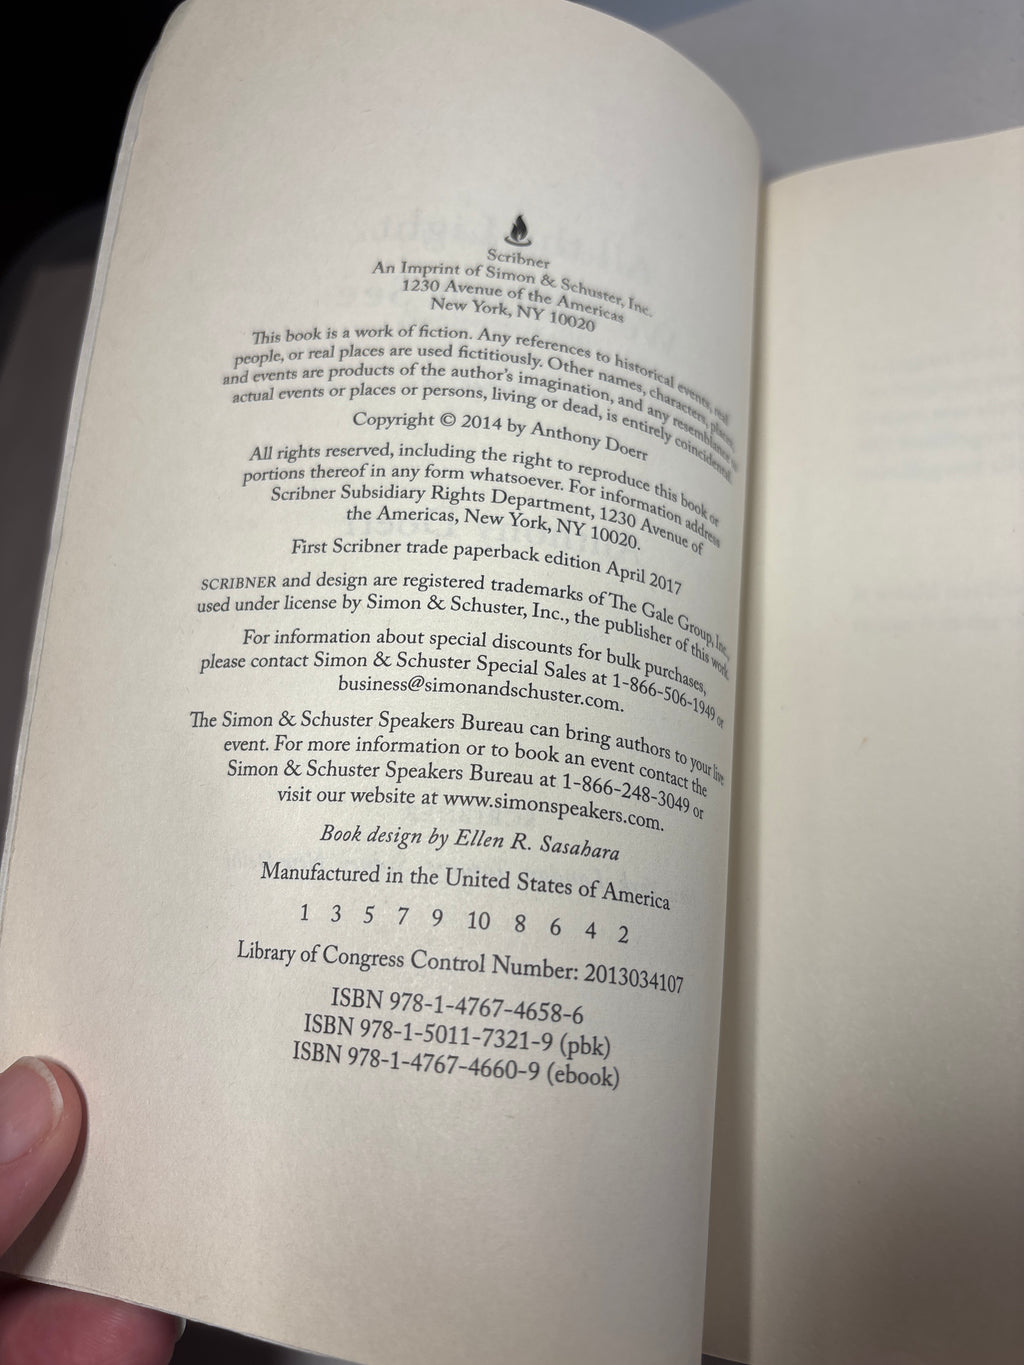 Scribner
An Imprint of Simon & Schuster, Inc.
1230 Avenue of the Americas
New York, NY 10020
This book is a work of fiction. Any references to historical events, real
people, or real places are used fictitiously. Other names, characters, places,
and events are products of the author's imagination, and any resemblance to
actual events or places or persons, living or dead, is entirely coincidental.
Copyright © 2014 by Anthony Doerr
All rights reserved, including the right to reproduce this book or
portions thereof in any form whatsoever. For information address
Scribner Subsidiary Rights Department, 1230 Avenue of
the Americas, New York, NY 10020.
First Scribner trade paperback edition April 2017
SCRIBNER and design are registered trademarks of The Gale Group, Inc.,
used under license by Simon & Schuster, Inc., the publisher of this work.
For information about special discounts for bulk purchases,
please contact Simon & Schuster Special Sales at 1-866-506-1949 or
business@simonandschuster.com.
The Simon & Schuster Speakers Bureau can bring authors to your live
event. For more information or to book an event contact the
Simon & Schuster Speakers Bureau at 1-866-248-3049 or
visit our website at www.simonspeakers.com.
Book design by Ellen R. Sasahara
Manufactured in the United States of America
1 3 5 7 9 10 8 6 4 2
Library of Congress Control Number: 2013034107
ISBN 978-1-4767-4658-6
ISBN 978-1-5011-7321-9 (pbk)
ISBN 978-1-4767-4660-9 (ebook)